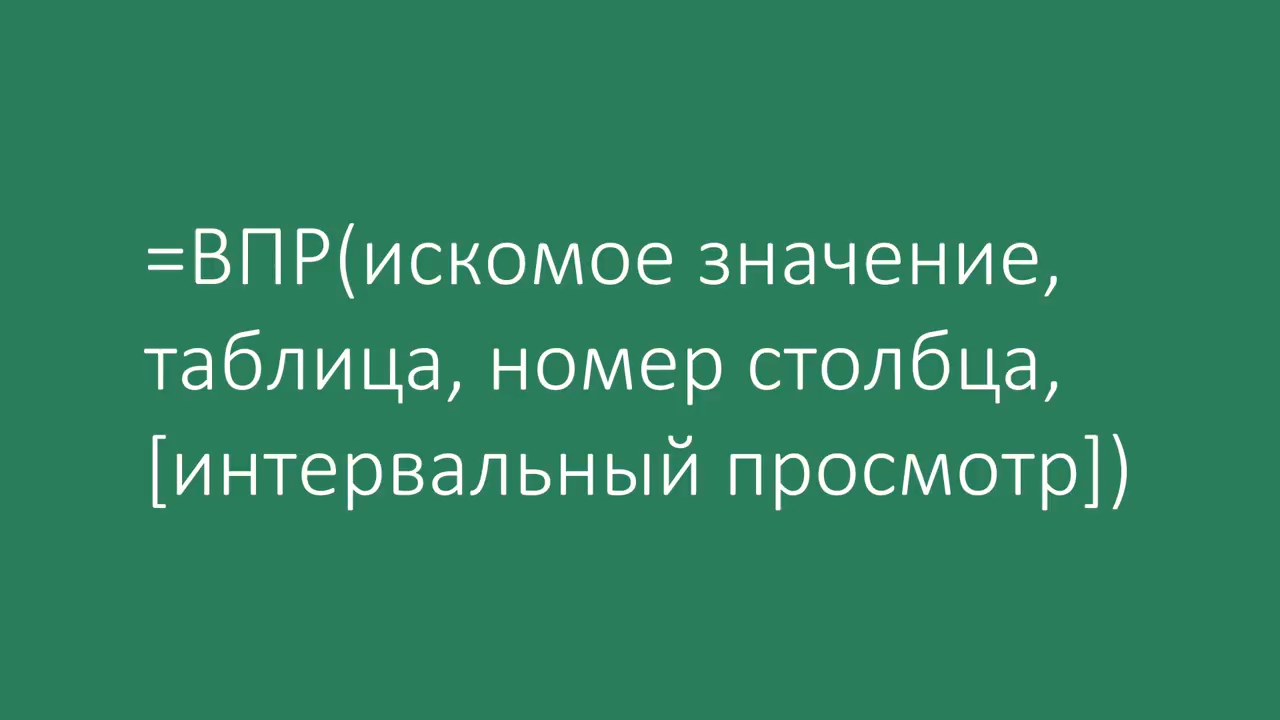 =ВПР(искомое значение,
таблица, номер столбца,
[интервальный просмотр])